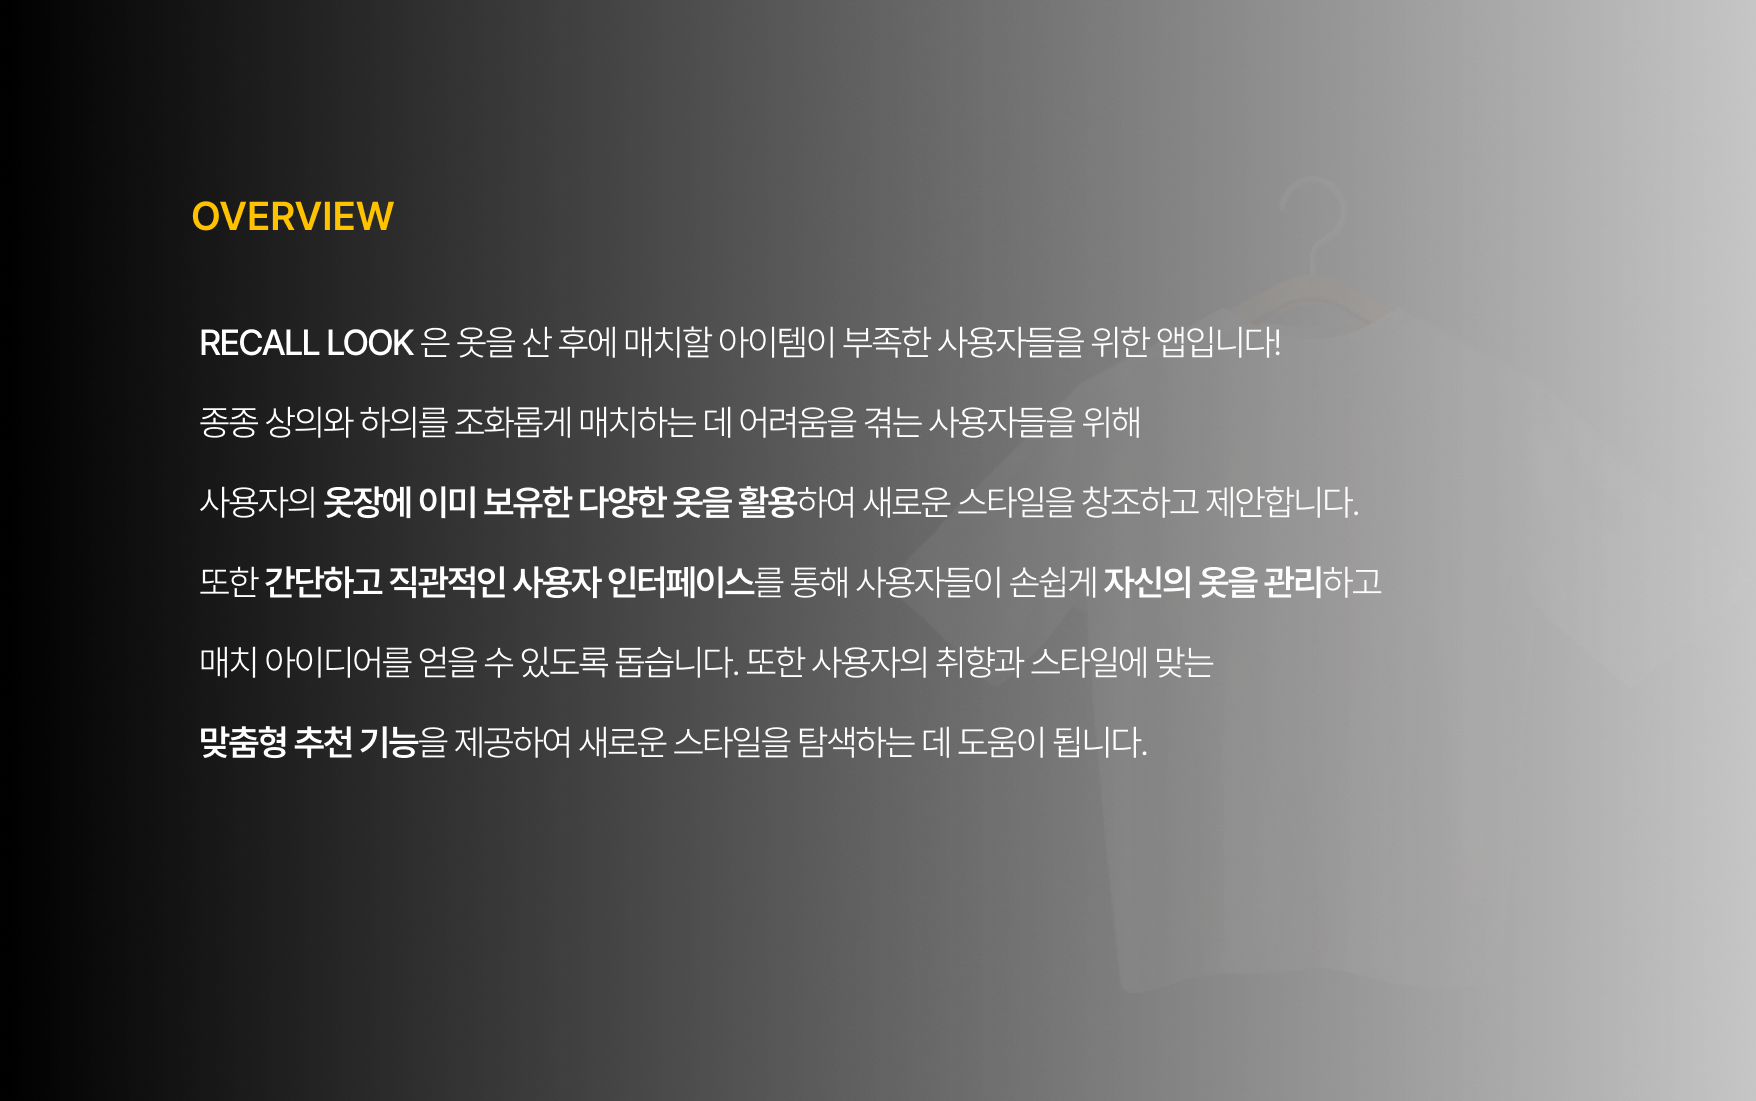 OVERVIEW
RECALL LOOK 은 옷을 산 후에 매치할 아이템이 부족한 사용자들을 위한 앱입니다!
종종 상의와 하의를 조화롭게 매치하는 데 어려움을 겪는 사용자들을 위해
사용자의 옷장에 이미 보유한 다양한 옷을 활용하여 새로운 스타일을 창조하고 제안합니다.
또한 간단하고 직관적인 사용자 인터페이스를 통해 사용자들이 손쉽게 자신의 옷을 관리하고
매치 아이디어를 얻을 수 있도록 돕습니다. 또한 사용자의 취향과 스타일에 맞는
맞춤형 추천 기능을 제공하여 새로운 스타일을 탐색하는 데 도움이 됩니다.